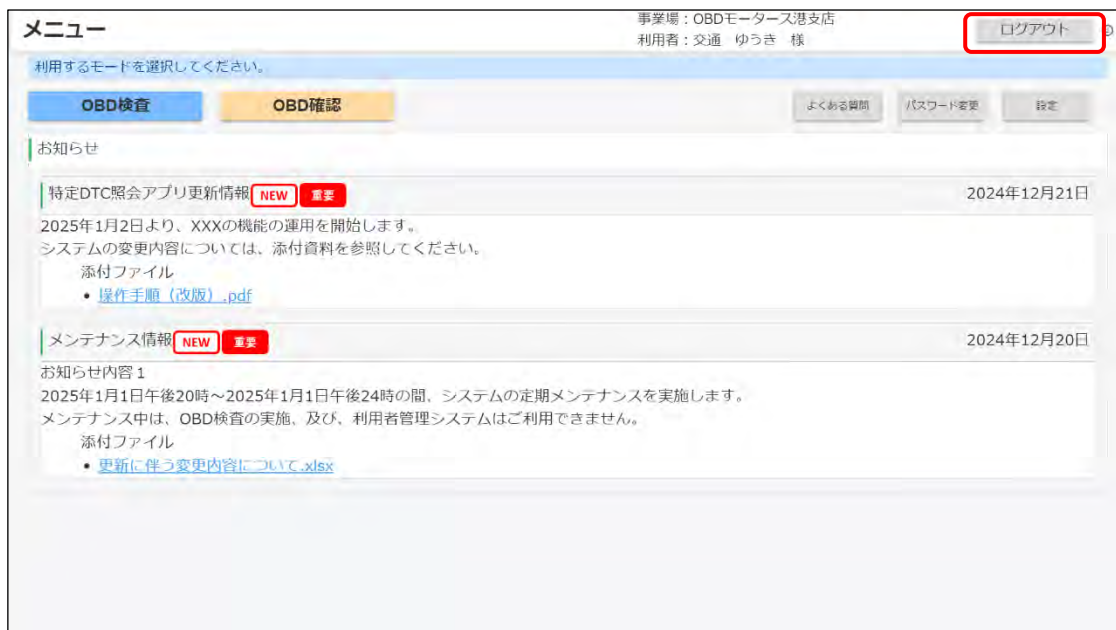 メニュー
事業場：OBDモータース港支店
利用者：交通　ゆうき　様
ログアウト
利用するモードを選択してください。
OBD検査
OBD確認
よくある質問
パスワード変更
設定
お知らせ
特定DTC照会アプリ更新情報 NEW 重要
2024年12月21日
2025年1月2日より、XXXの機能の運用を開始します。
システムの変更内容については、添付資料を参照してください。
添付ファイル
• 操作手順（改版）.pdf
メンテナンス情報 NEW 重要
2024年12月20日
お知らせ内容１
2025年1月1日午後20時～2025年1月1日午後24時の間、システムの定期メンテナンスを実施します。
メンテナンス中は、OBD検査の実施、及び、利用者管理システムはご利用できません。
添付ファイル
• 更新に伴う変更内容について.xlsx